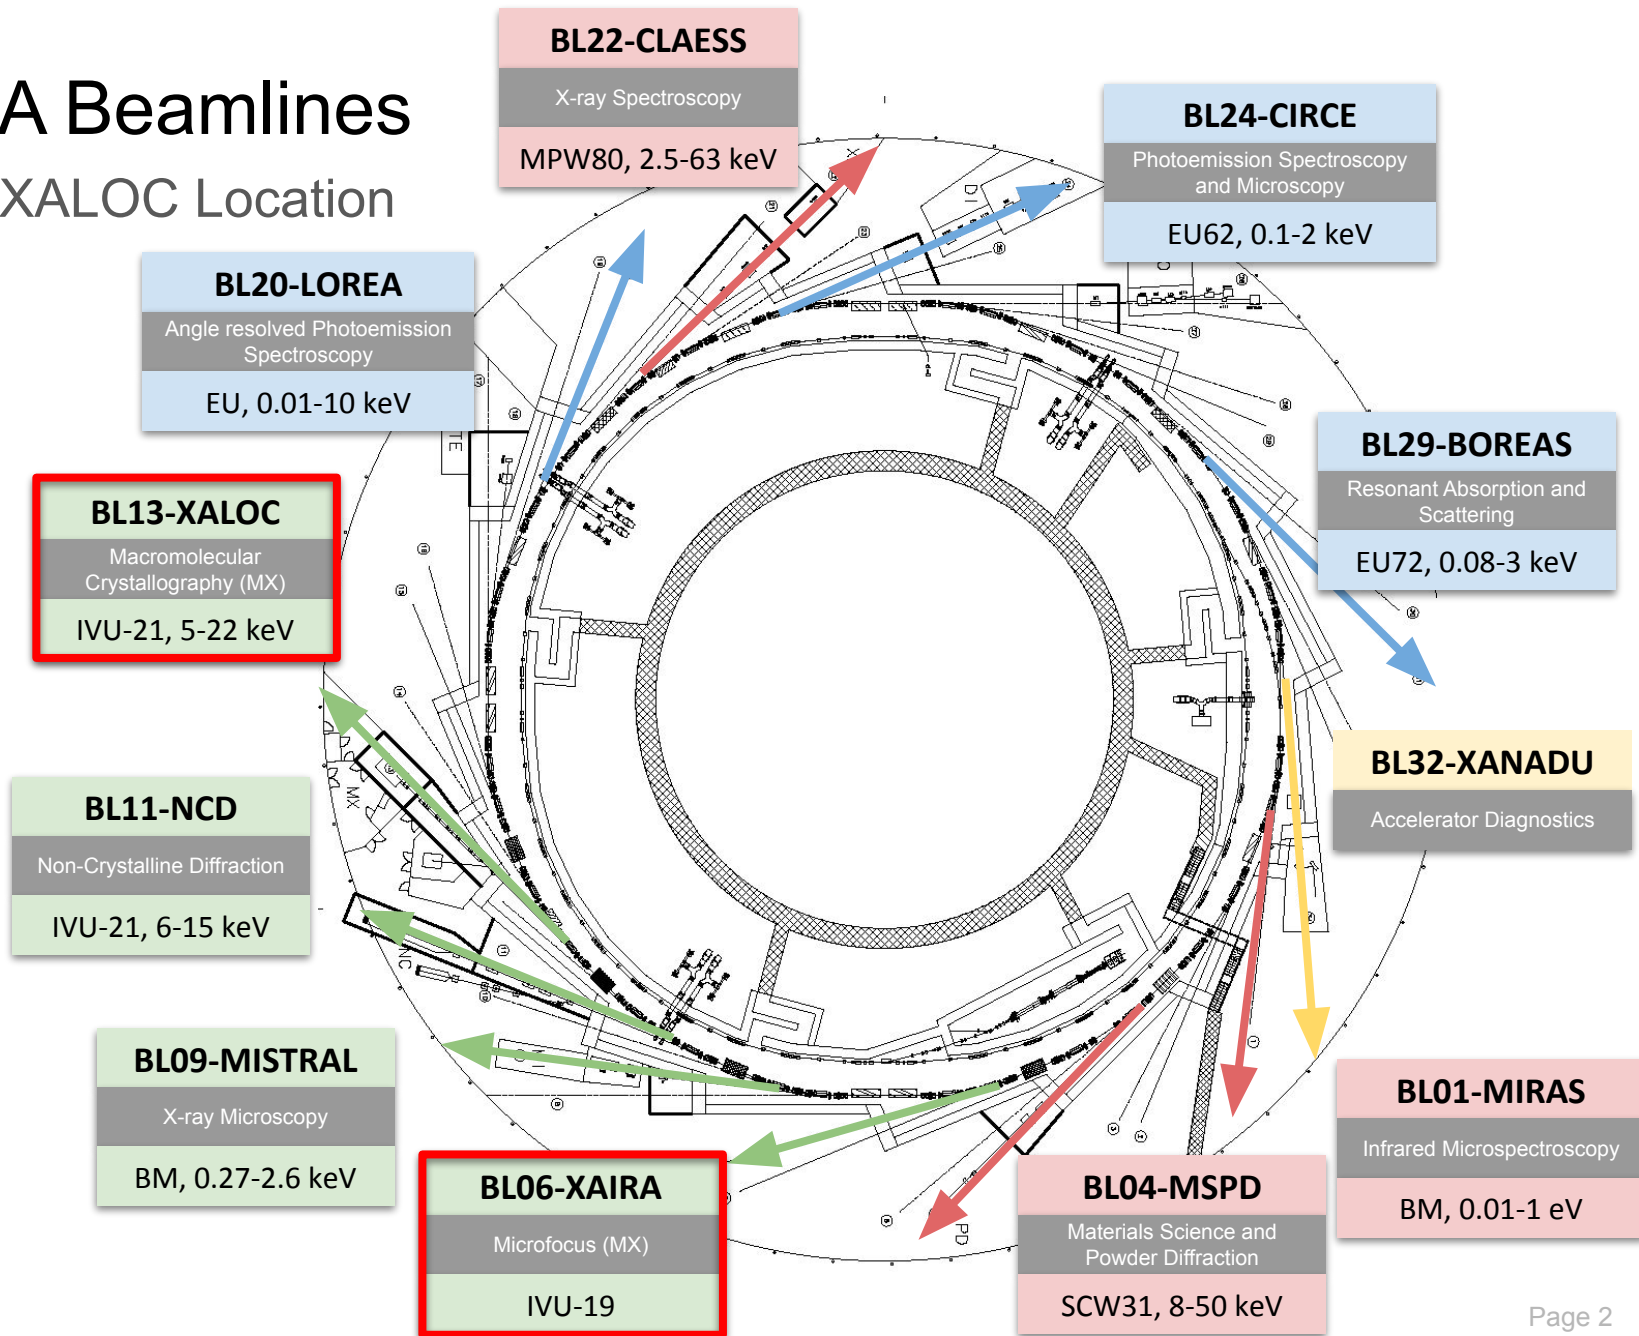 A Beamlines
XALOC Location
BL22-CLAESS
X-ray Spectroscopy
MPW80, 2.5-63 keV
BL24-CIRCE
Photoemission Spectroscopy
and Microscopy
EU62, 0.1-2 keV
BL20-LOREA
Angle resolved Photoemission
Spectroscopy
EU, 0.01-10 keV
BL29-BOREAS
Resonant Absorption and
Scattering
EU72, 0.08-3 keV
BL13-XALOC
Macromolecular
Crystallography (MX)
IVU-21, 5-22 keV
BL32-XANADU
Accelerator Diagnostics
BL11-NCD
Non-Crystalline Diffraction
IVU-21, 6-15 keV
MX
NC
BL09-MISTRAL
X-ray Microscopy
BM, 0.27-2.6 keV
BL01-MIRAS
Infrared Microspectroscopy
BM, 0.01-1 eV
BL06-XAIRA
Microfocus (MX)
IVU-19
PD
BL04-MSPD
Materials Science and
Powder Diffraction
SCW31, 8-50 keV
Page 2